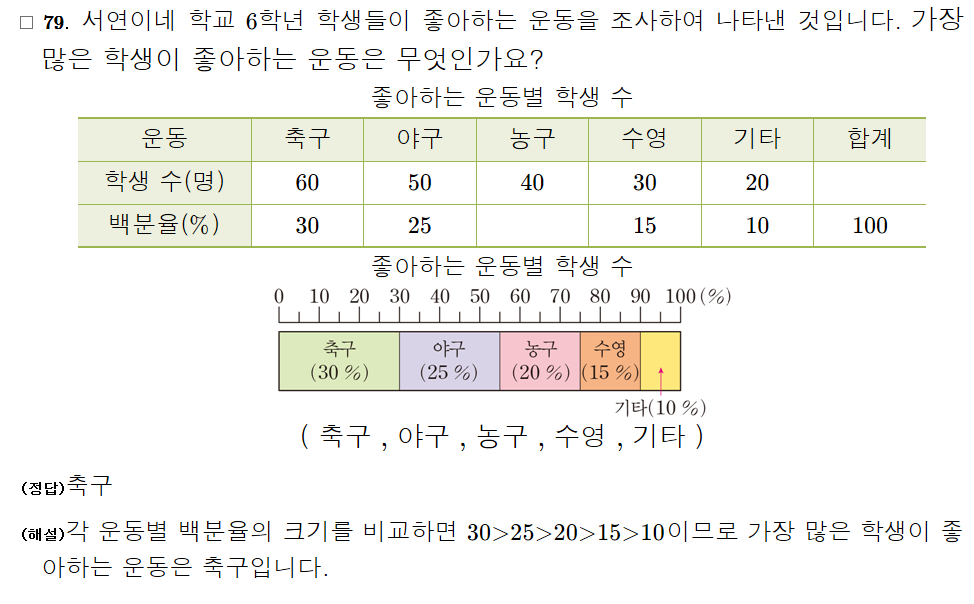 □ 79. 서연이네 학교 6학년 학생들이 좋아하는 운동을 조사하여 나타낸 것입니다. 가장
많은 학생이 좋아하는 운동은 무엇인가요?
좋아하는 운동별 학생 수
운동 축구 야구 농구 수영 기타 합계
학생 수(명) 60 50 40 30 20
백분율(%) 30 25 15 10 100
좋아하는 운동별 학생 수
0 10 20 30 40 50 60 70 80 90 100 (%)
축구 야구 농구 수영
(30 %) (25 %) (20 %) (15 %)
기타(10 %)
( 축구 , 야구 , 농구 , 수영 , 기타 )
(정답)축구
(해설)각 운동별 백분율의 크기를 비교하면 30>25>20>15>10이므로 가장 많은 학생이 좋
아하는 운동은 축구입니다.